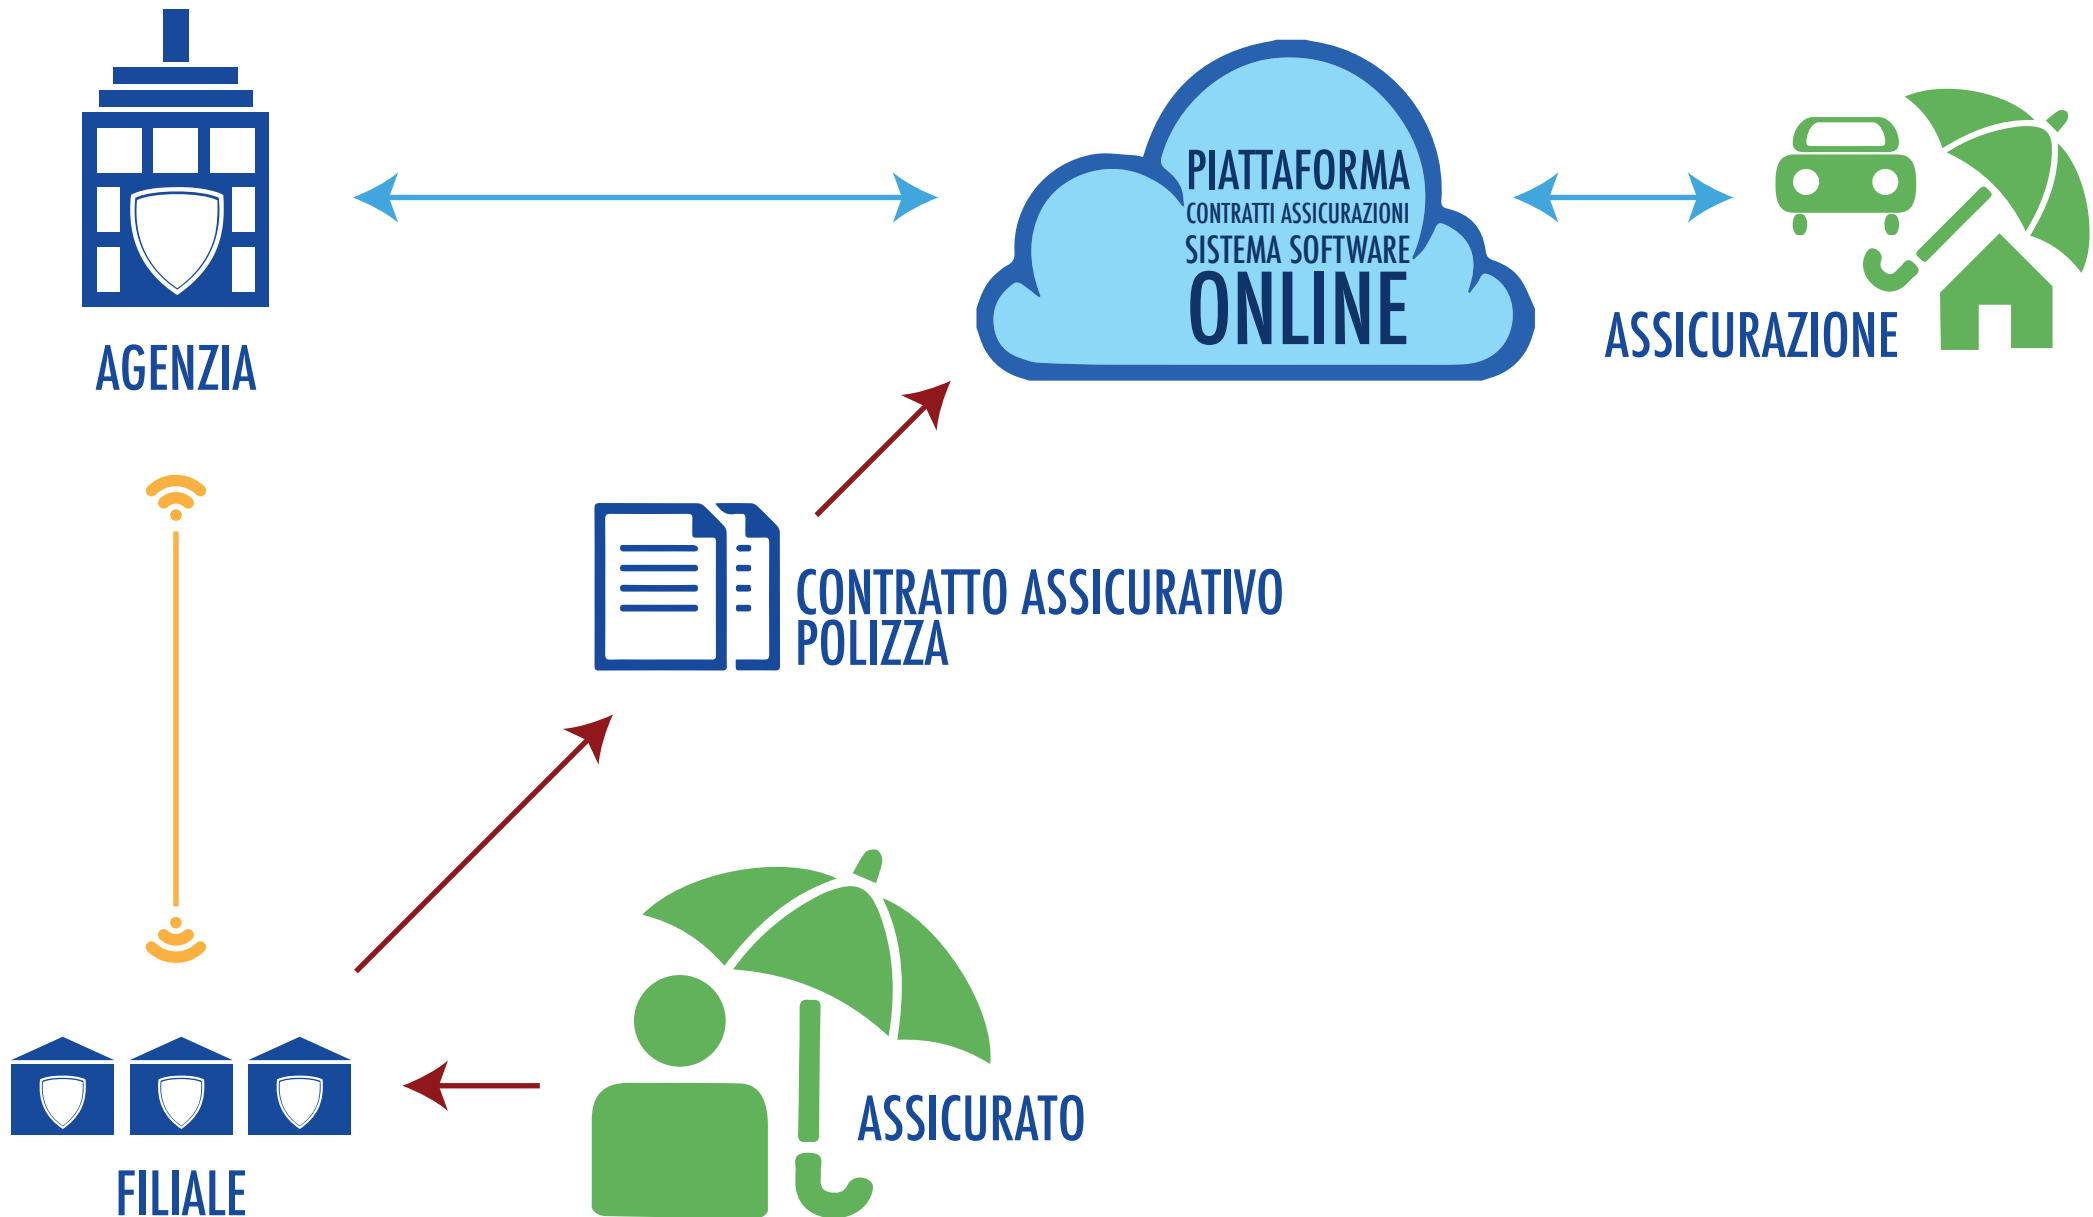 PIATTAFORMA
CONTRATTI ASSICURAZIONI
SISTEMA SOFTWARE
ONLINE
ASSICURAZIONE
AGENZIA
CONTRATTO ASSICURATIVO
POLIZZA
ASSICURATO
FILIALE